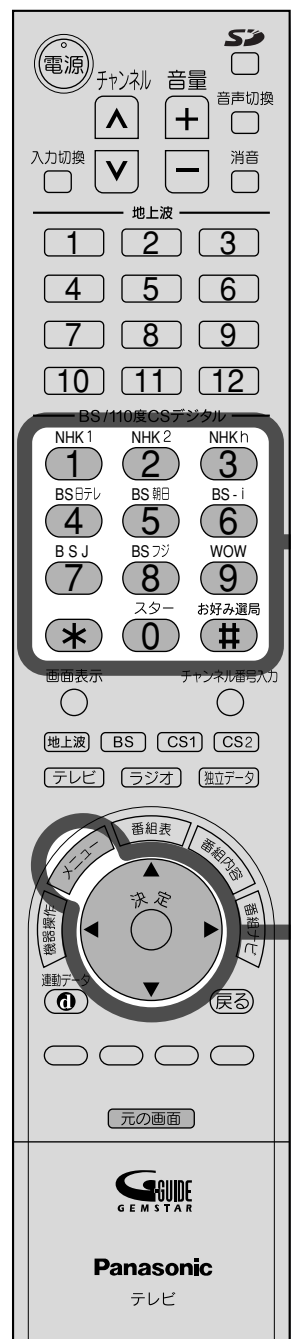 SD
電源
チャンネル 音量
音声切換
入力切換
消音
地上波
1 2 3
4 5 6
7 8 9
10 11 12
BS/110度CSデジタル
NHK1 NHK2 NHKh
1 2 3
BS日テレ BS朝日 BS-i
4 5 6
BSJ BSフジ WOW
7 8 9
スター お好み選局
* 0 #
画面表示 チャンネル番号入力
地上波 BS CS1 CS2
テレビ ラジオ 独立データ
機器操作 メニュー 番組表 番組内容 番組ナビ
決定
連動データ
d
戻る
元の画面
G-GUIDE
GEMSTAR
Panasonic
テレビ